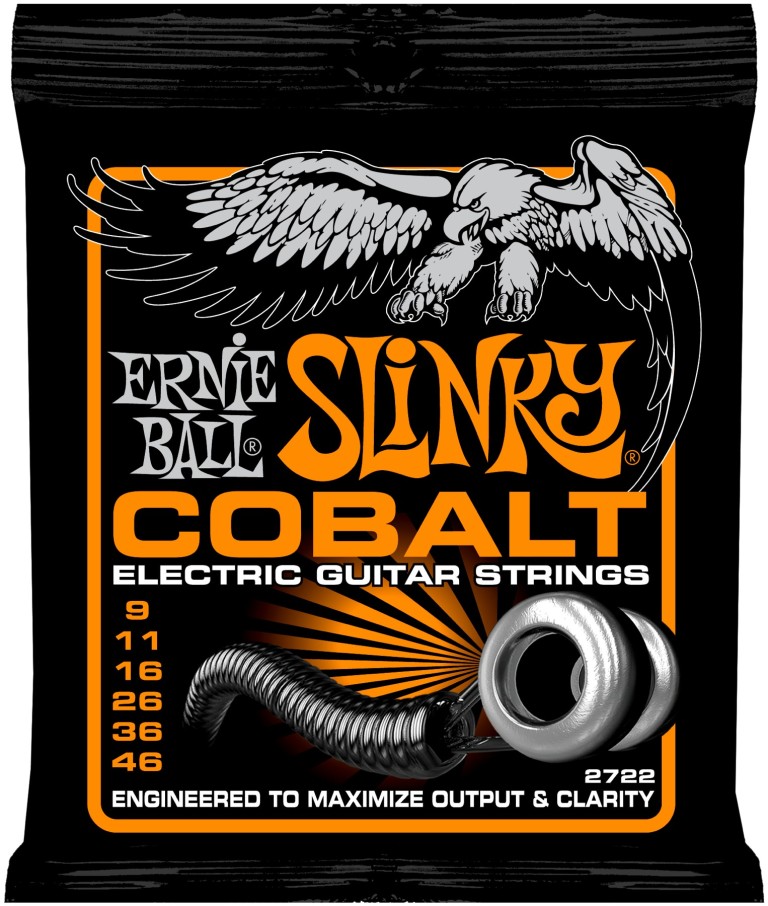 ERNiE
BALL®
SLiNKY®
COBALT
ELECTRIC GUITAR STRINGS
9
11
16
26
36
46
2722
ENGINEERED TO MAXIMIZE OUTPUT & CLARITY